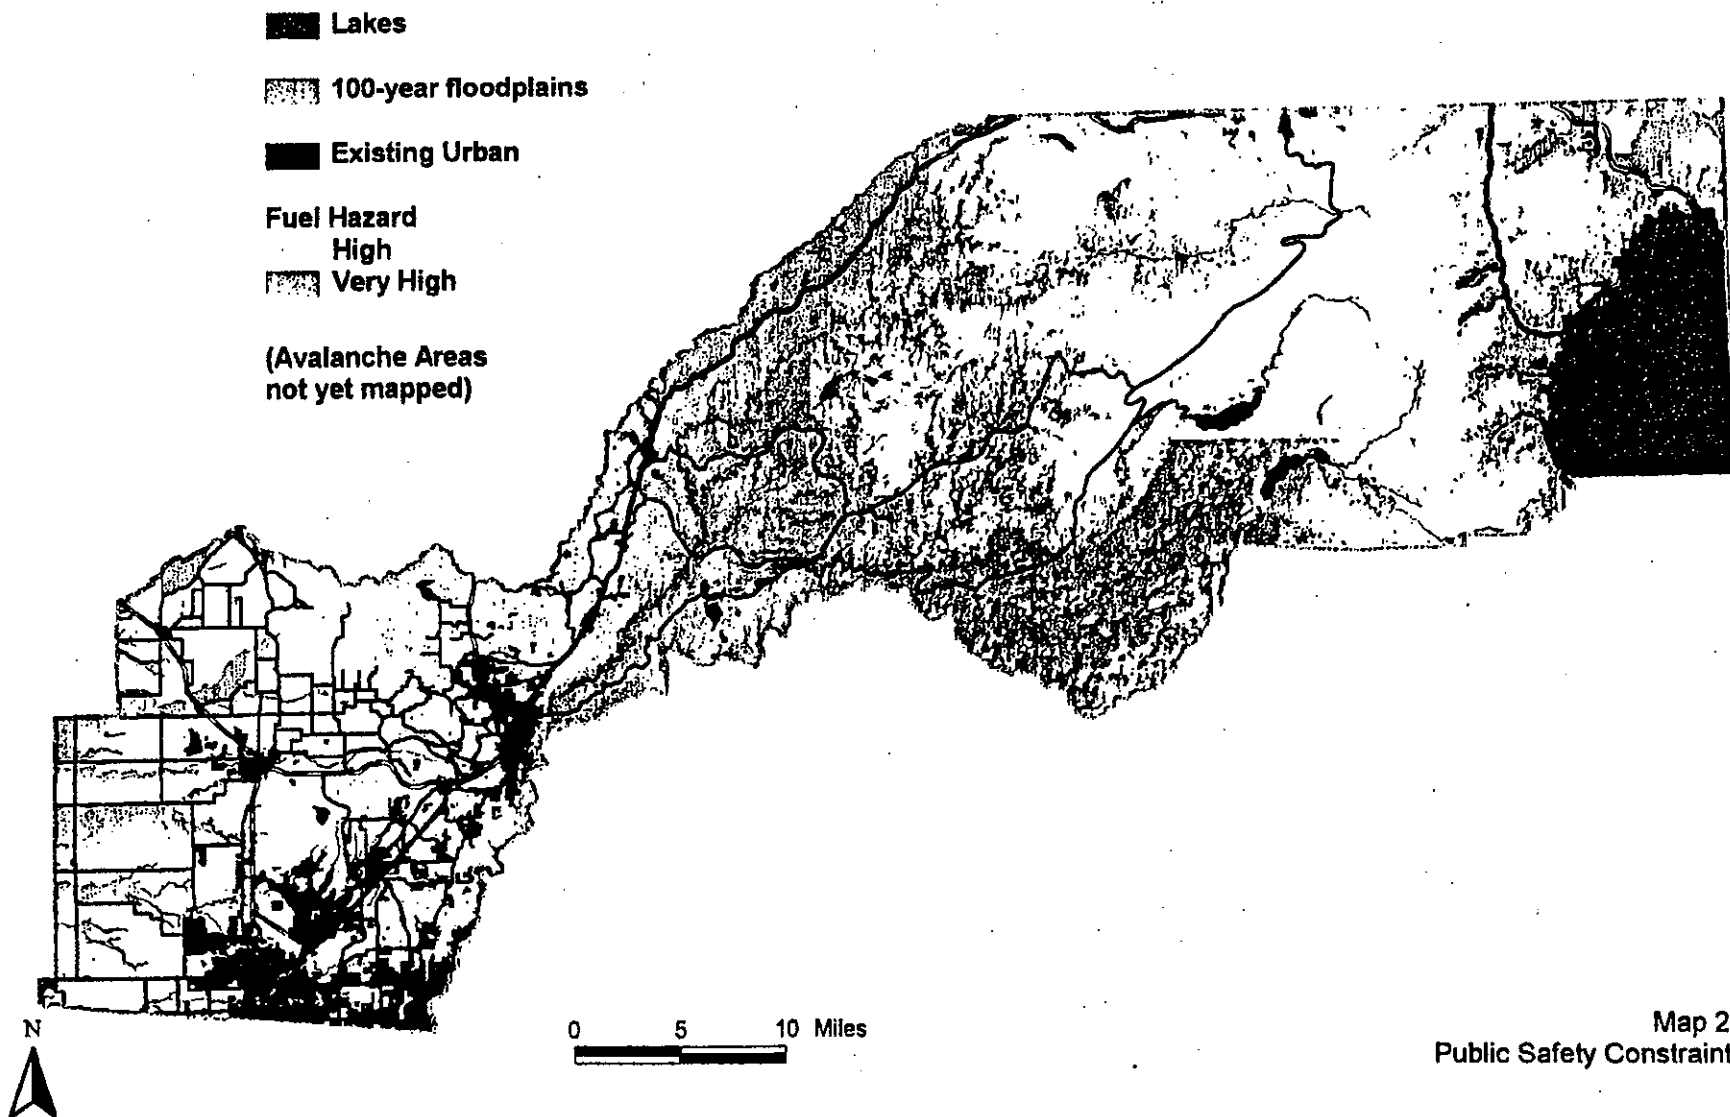 Lakes
100-year floodplains
Existing Urban
Fuel Hazard
High
Very High
(Avalanche Areas
not yet mapped)
N
0 5 10 Miles
Map 2
Public Safety Constraint